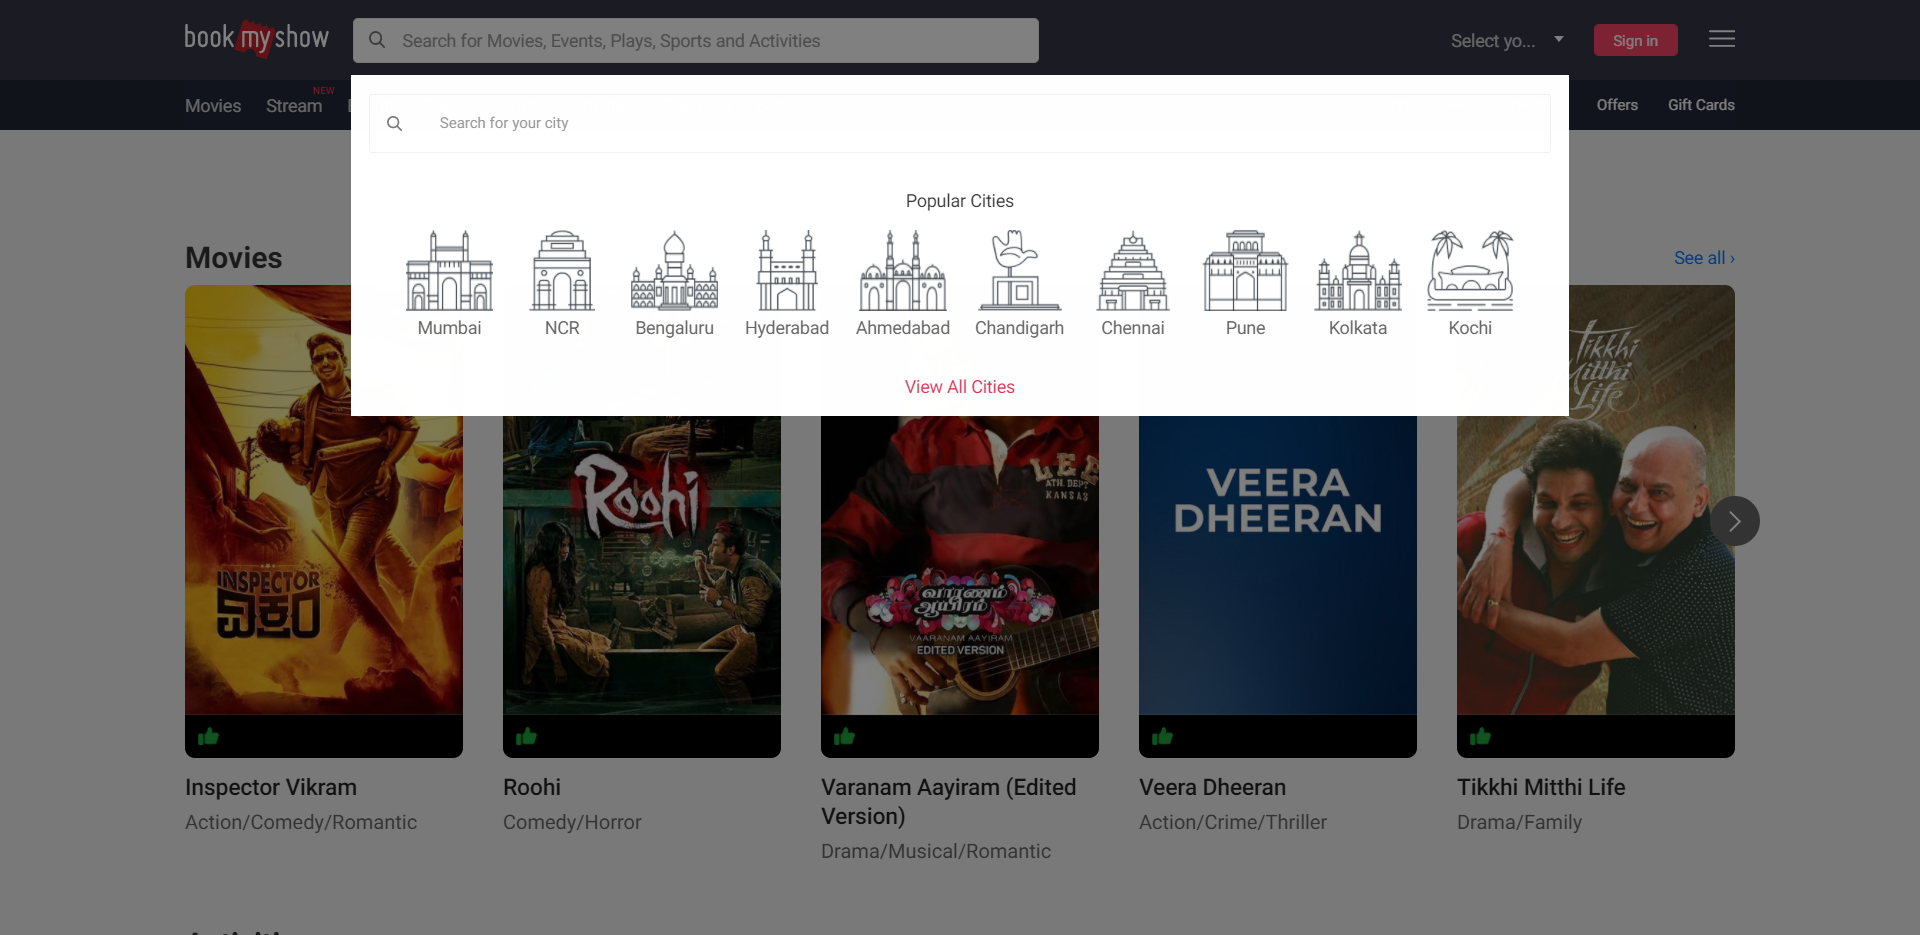 bookmyshow
Search for Movies, Events, Plays, Sports and Activities
Select yo...
Sign in
Movies
Stream
NEW
Offers
Gift Cards
Search for your city
Popular Cities
Mumbai
NCR
Bengaluru
Hyderabad
Ahmedabad
Chandigarh
Chennai
Pune
Kolkata
Kochi
View All Cities
Movies
See all ›
INSPECTOR
ವಿಕ್ರಂ
Roohi
LEE
ATH. DEPT
KANSAS
வாரணம்
ஆயிரம்
VAARANAM AAYIRAM
EDITED VERSION
VEERA
DHEERAN
Tikkhi
Mitthi
Life
Inspector Vikram
Action/Comedy/Romantic
Roohi
Comedy/Horror
Varanam Aayiram (Edited
Version)
Drama/Musical/Romantic
Veera Dheeran
Action/Crime/Thriller
Tikkhi Mitthi Life
Drama/Family